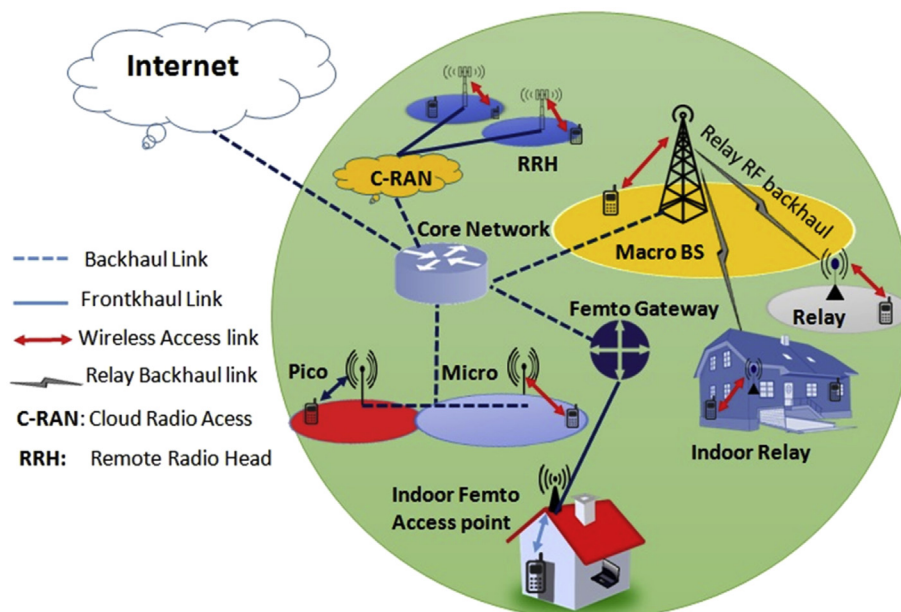 Internet
RRH
C-RAN
Core Network
Relay RF backhaul
Macro BS
Backhaul Link
Frontkhaul Link
Wireless Access link
Relay Backhaul link
C-RAN: Cloud Radio Acess
RRH: Remote Radio Head
Femto Gateway
Relay
Pico
Micro
Indoor Relay
Indoor Femto
Access point